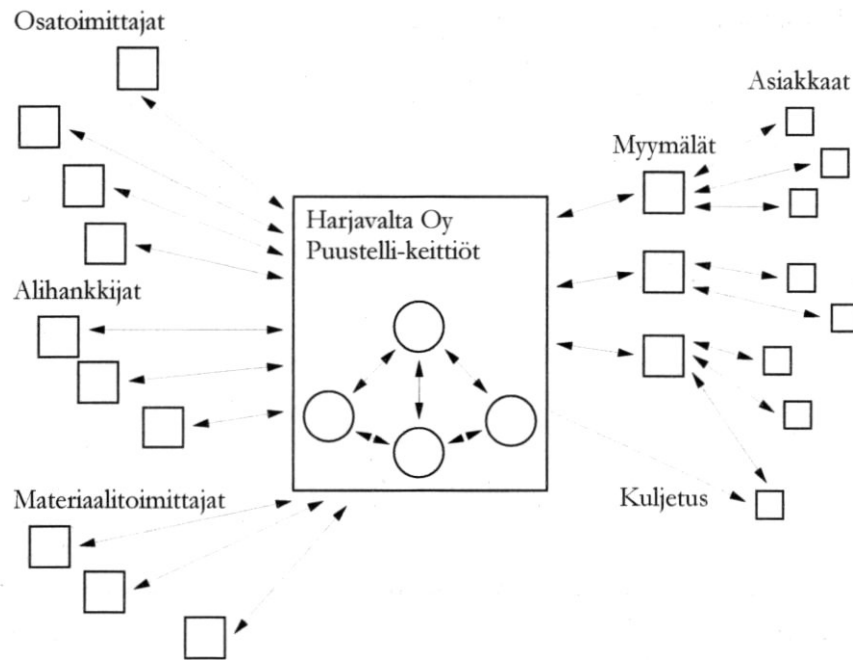 Osatoimittajat
Asiakkaat
Myymälät
Harjavalta Oy
Puustelli-keittiöt
Alihankkijat
Materiaalitoimittajat
Kuljetus